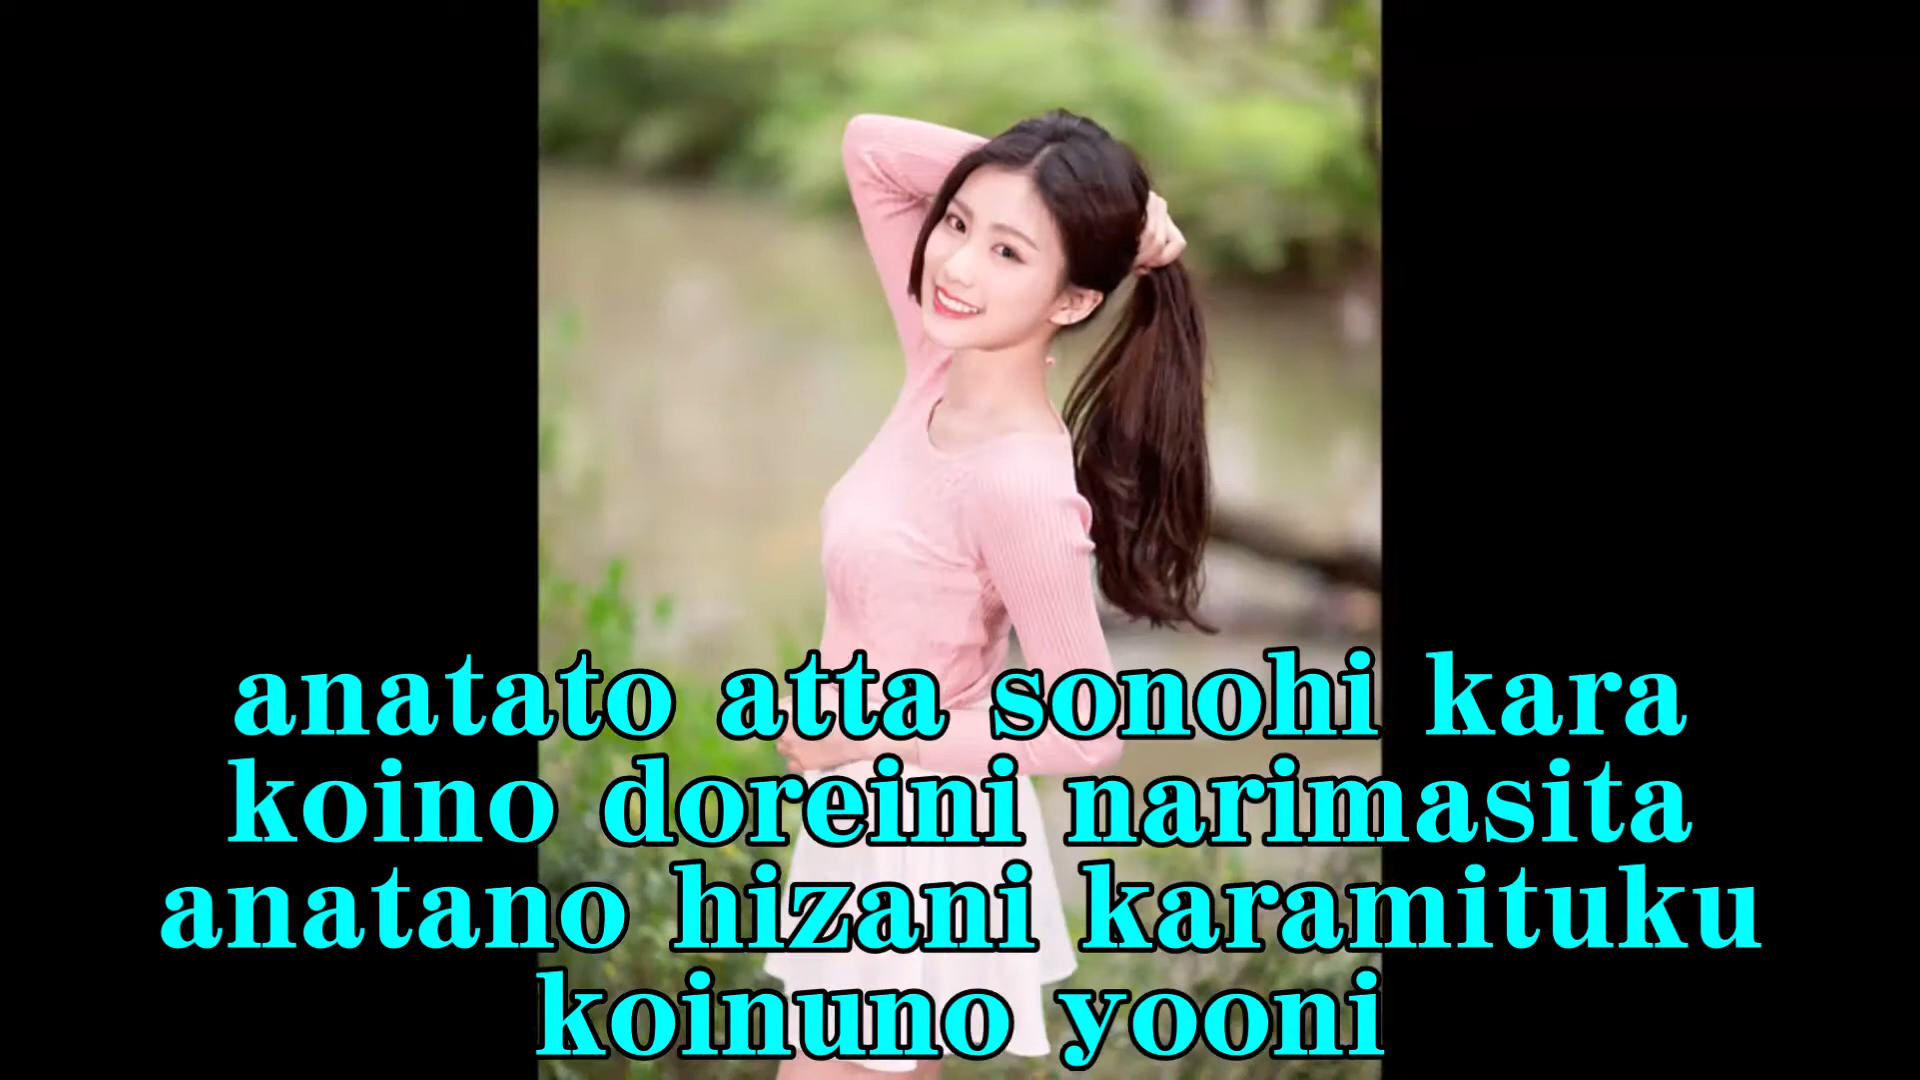 anatato atta sonohi kara
koino doreini narimasita
anatano hizani karamituku
koinuno yooni